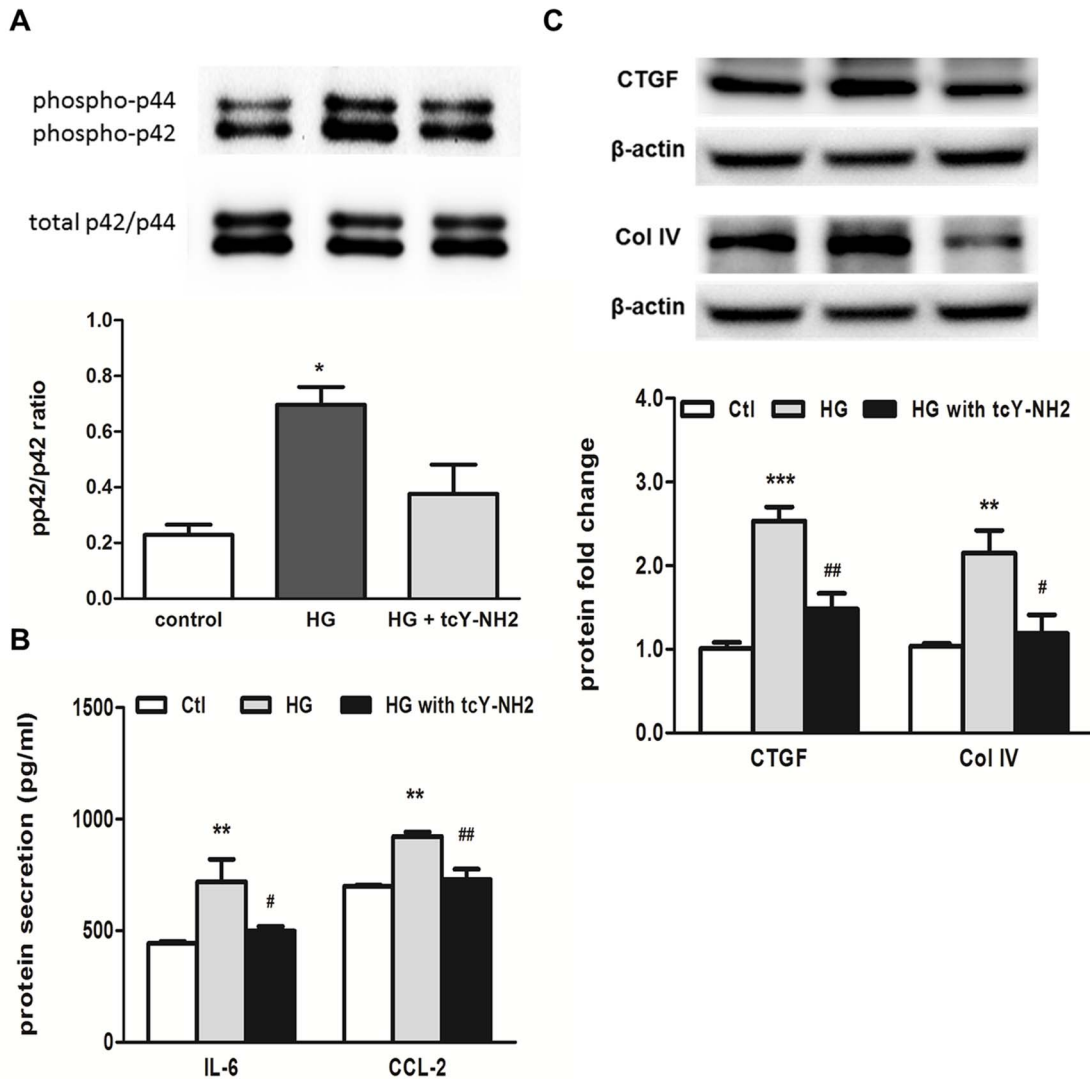 A
phospho-p44
phospho-p42
total p42/p44
1.0
0.8
0.6
0.4
0.2
0.0
pp42/p42 ratio
*
control
HG
HG + tcY-NH2
B
Ctl
HG
HG with tcY-NH2
1500
1000
500
0
protein secretion (pg/ml)
**
#
**
##
IL-6
CCL-2
C
CTGF
β-actin
Col IV
β-actin
4.0
3.0
2.0
1.0
0.0
protein fold change
Ctl
HG
HG with tcY-NH2
***
##
**
#
CTGF
Col IV